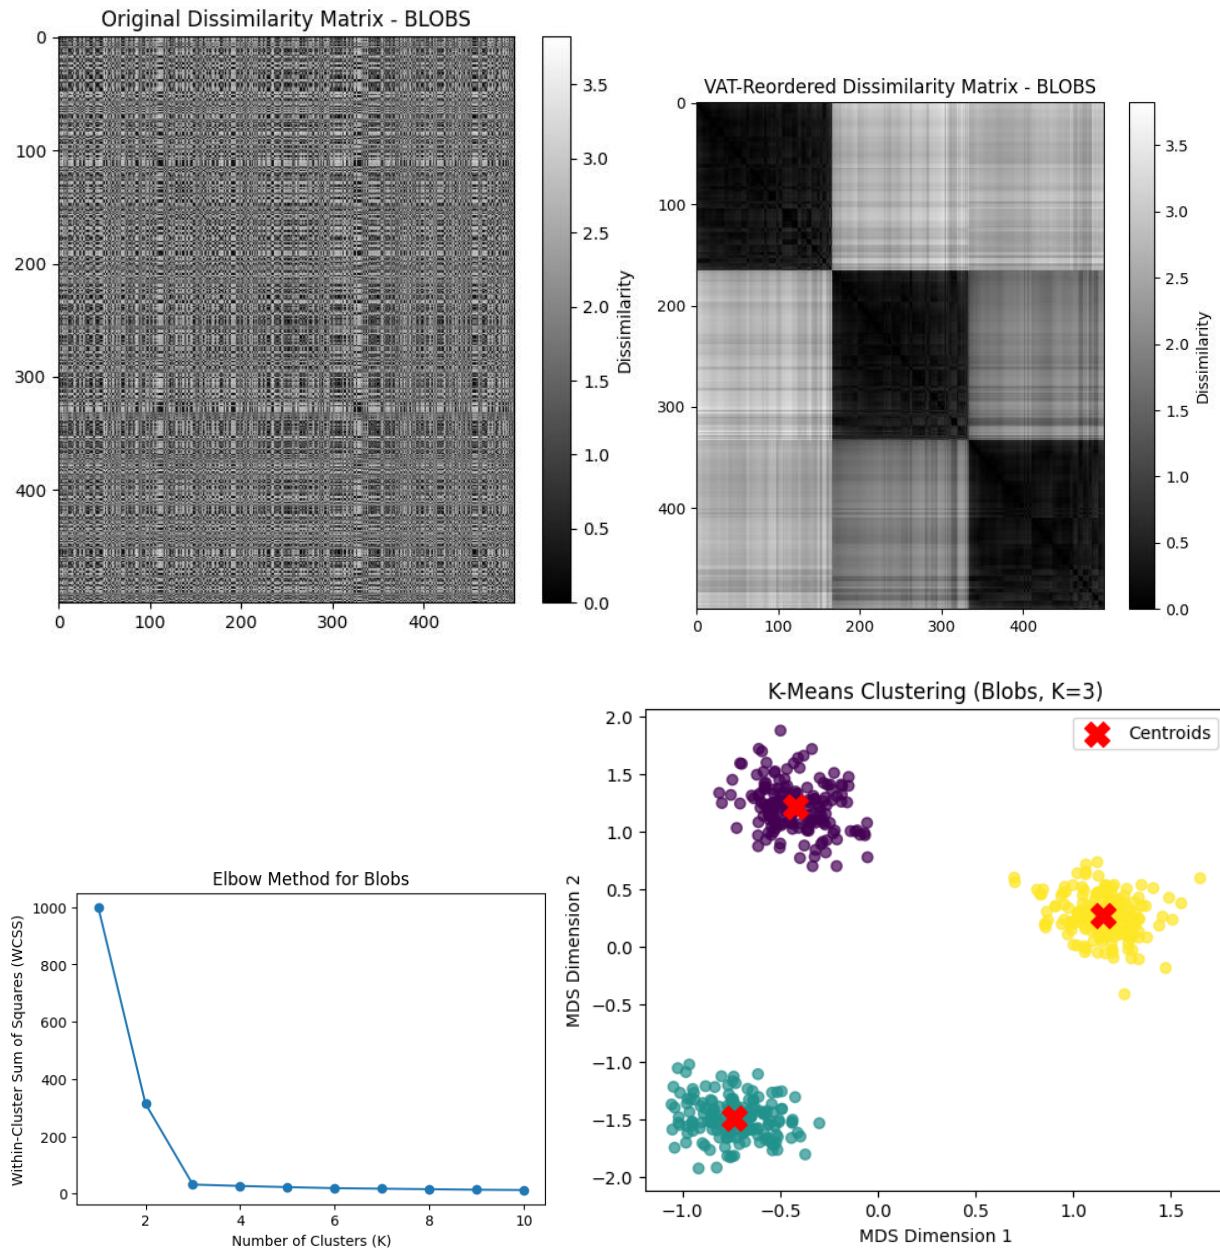 Original Dissimilarity Matrix - BLOBS
0
100
200
300
400
0 100 200 300 400
3.5
3.0
2.5
2.0
1.5
1.0
0.5
0.0
Dissimilarity
VAT-Reordered Dissimilarity Matrix - BLOBS
0
100
200
300
400
0 100 200 300 400
3.5
3.0
2.5
2.0
1.5
1.0
0.5
0.0
Dissimilarity
Elbow Method for Blobs
Within-Cluster Sum of Squares (WCSS)
1000
800
600
400
200
0
2 4 6 8 10
Number of Clusters (K)
K-Means Clustering (Blobs, K=3)
Centroids
MDS Dimension 2
2.0
1.5
1.0
0.5
0.0
−0.5
−1.0
−1.5
−2.0
−1.0 −0.5 0.0 0.5 1.0 1.5
MDS Dimension 1